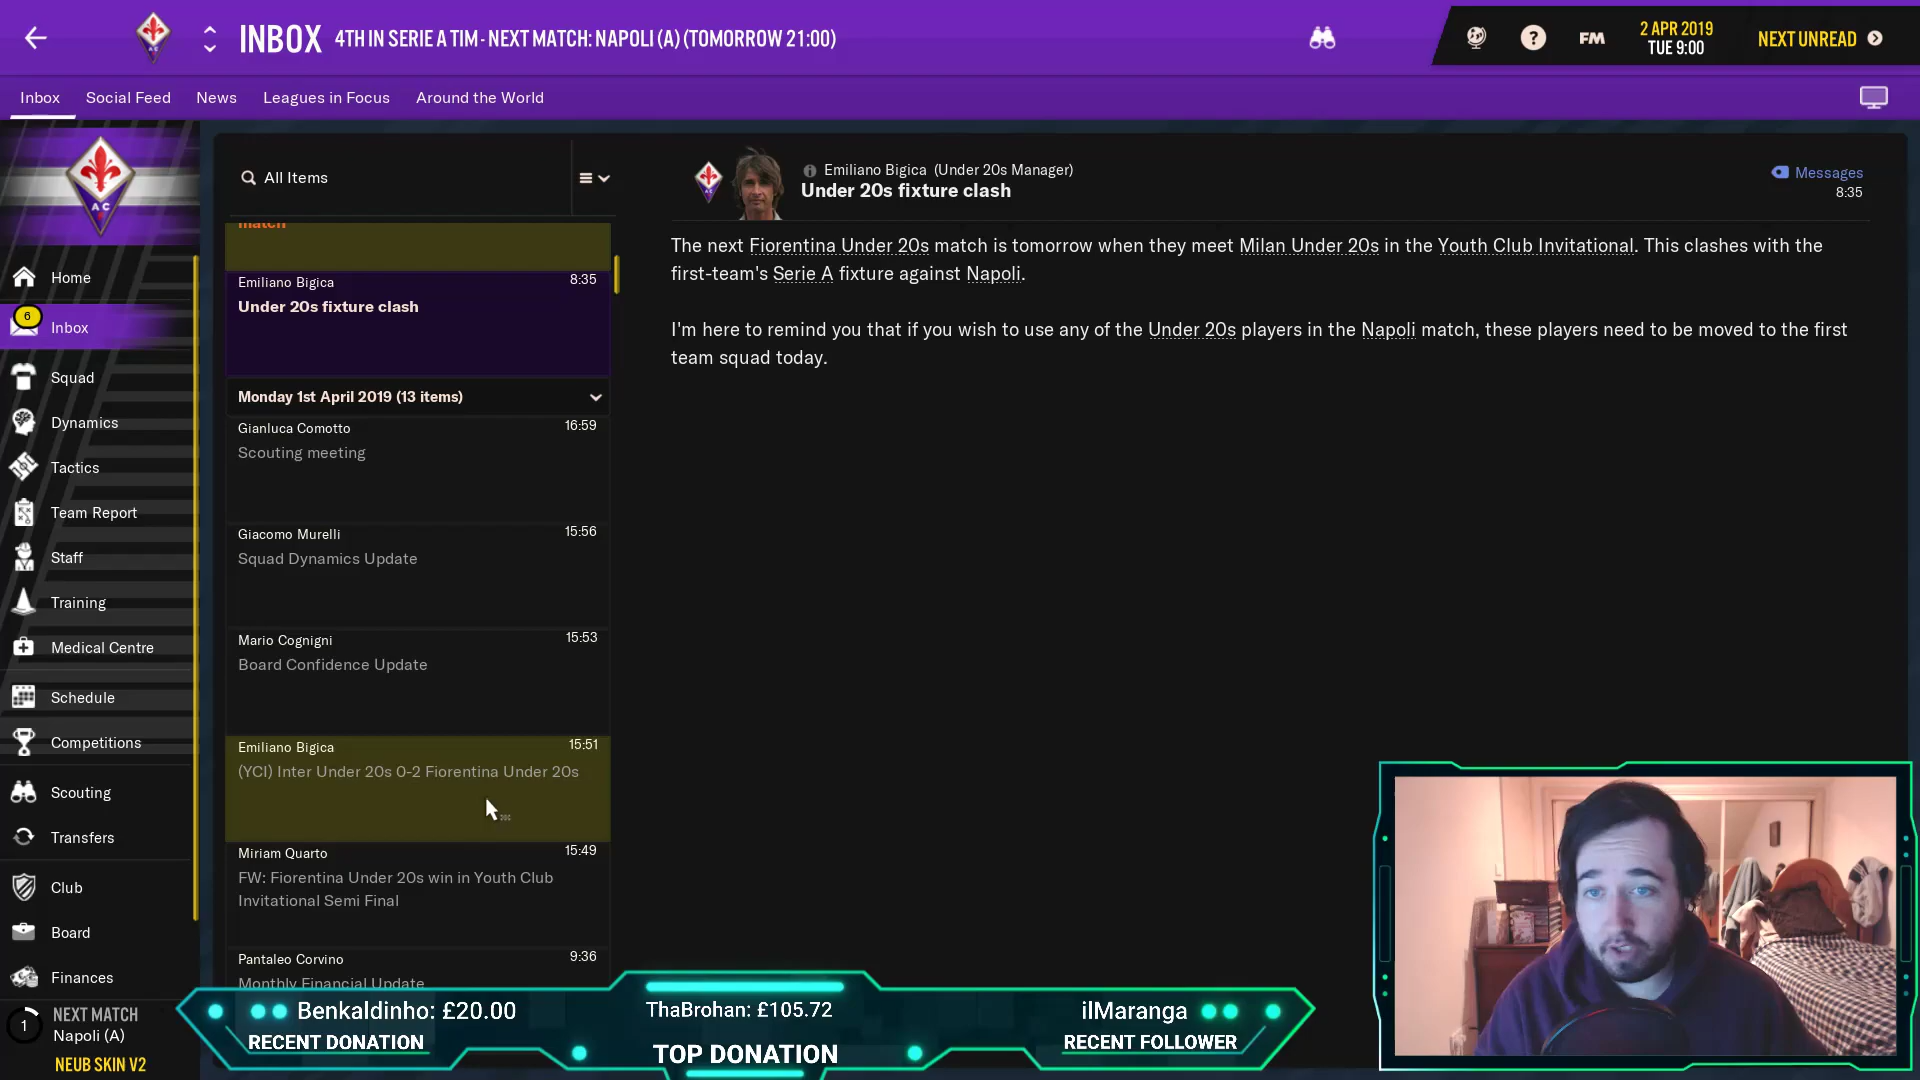 INBOX
4TH IN SERIE A TIM - NEXT MATCH: NAPOLI (A) (TOMORROW 21:00)
?
FM
2 APR 2019
TUE 9:00
NEXT UNREAD
Inbox
Social Feed
News
Leagues in Focus
Around the World
A C
Home
6
Inbox
Squad
Dynamics
Tactics
Team Report
Staff
Training
Medical Centre
Schedule
Competitions
Scouting
Transfers
Club
Board
Finances
1
NEXT MATCH
Napoli (A)
NEUB SKIN V2
All Items
match
Emiliano Bigica
8:35
Under 20s fixture clash
Monday 1st April 2019 (13 items)
Gianluca Comotto
16:59
Scouting meeting
Giacomo Murelli
15:56
Squad Dynamics Update
Mario Cognigni
15:53
Board Confidence Update
Emiliano Bigica
15:51
(YCI) Inter Under 20s 0-2 Fiorentina Under 20s
Miriam Quarto
15:49
FW: Fiorentina Under 20s win in Youth Club
Invitational Semi Final
Pantaleo Corvino
9:36
Monthly Financial Update
Emiliano Bigica (Under 20s Manager)
Under 20s fixture clash
Messages
8:35
The next Fiorentina Under 20s match is tomorrow when they meet Milan Under 20s in the Youth Club Invitational. This clashes with the
first-team's Serie A fixture against Napoli.
I'm here to remind you that if you wish to use any of the Under 20s players in the Napoli match, these players need to be moved to the first
team squad today.
Benkaldinho: £20.00
RECENT DONATION
ThaBrohan: £105.72
TOP DONATION
ilMaranga
RECENT FOLLOWER